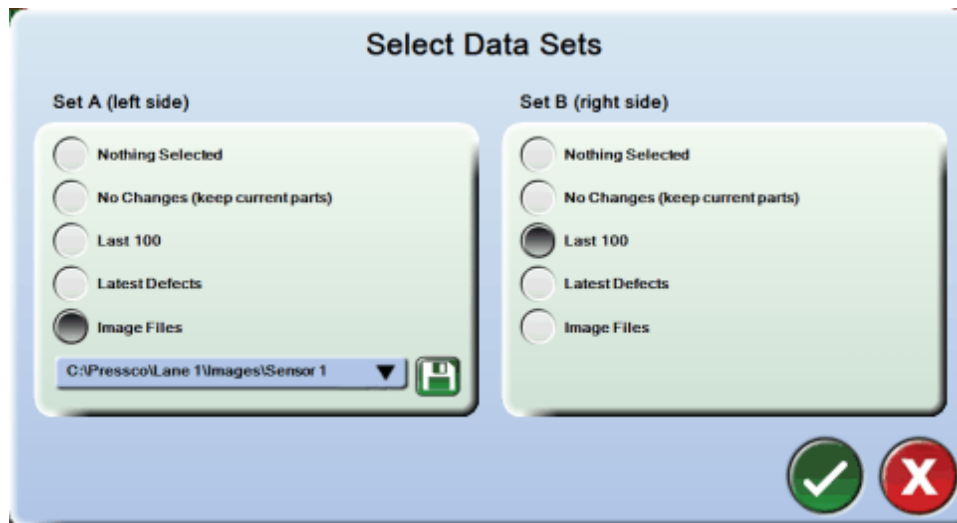 Select Data Sets
Set A (left side)
Nothing Selected
No Changes (keep current parts)
Last 100
Latest Defects
Image Files
C:\Pressco\Lane 1\Images\Sensor 1
Set B (right side)
Nothing Selected
No Changes (keep current parts)
Last 100
Latest Defects
Image Files